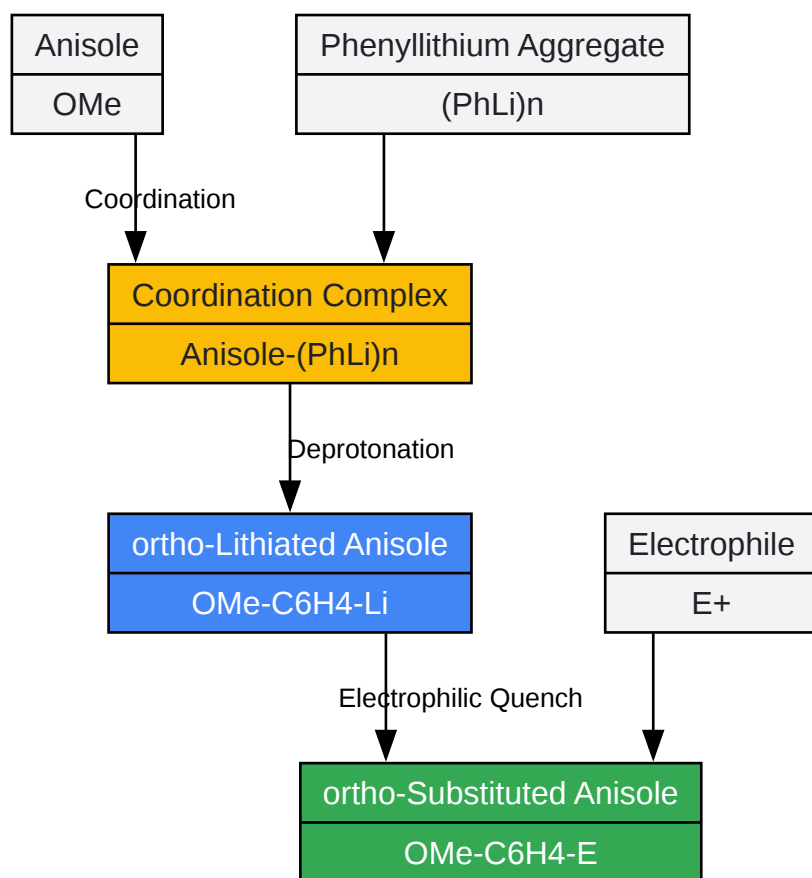 Anisole
OMe
Phenyllithium Aggregate
(PhLi)n
Coordination
Coordination Complex
Anisole-(PhLi)n
Deprotonation
ortho-Lithiated Anisole
OMe-C6H4-Li
Electrophile
E+
Electrophilic Quench
ortho-Substituted Anisole
OMe-C6H4-E